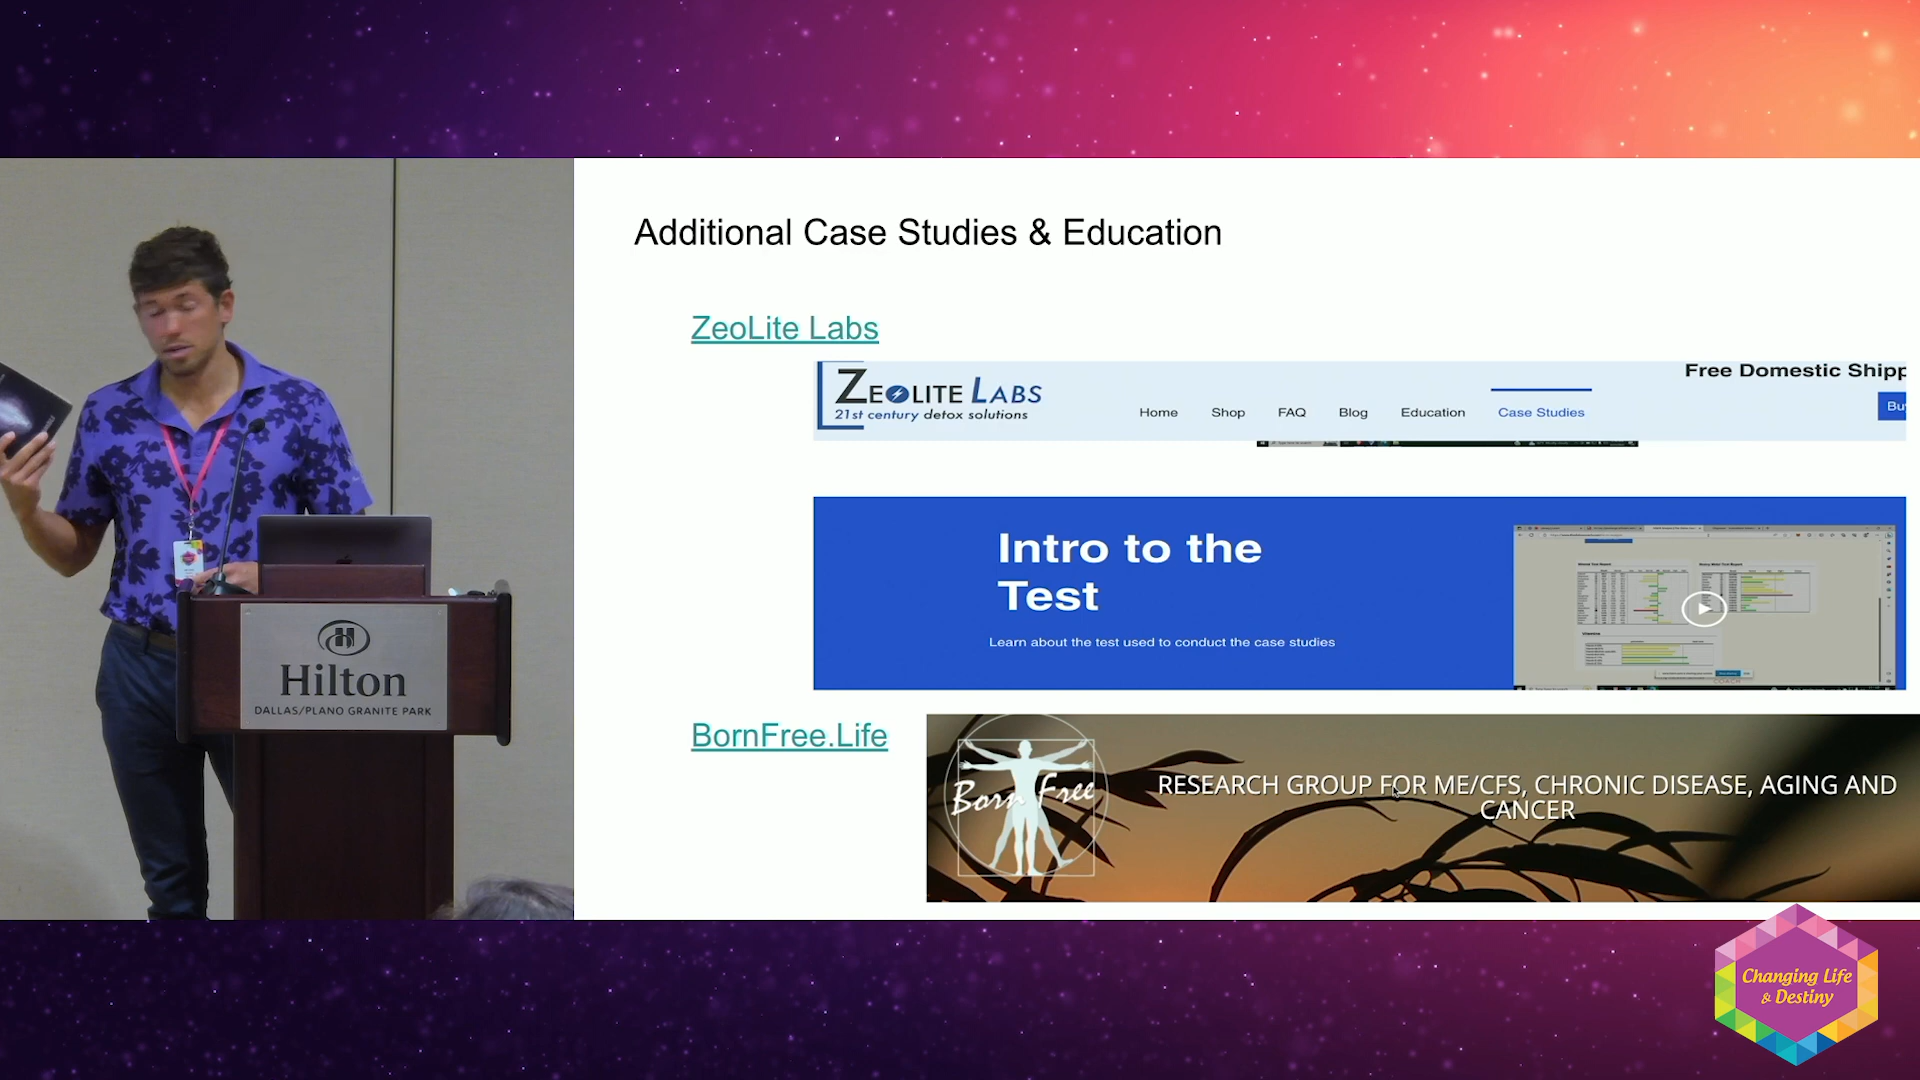 Additional Case Studies & Education
ZeoLite Labs
ZEOLITE LABS
21st century detox solutions
Free Domestic Shipp
Home Shop FAQ Blog Education Case Studies
Bu
Intro to the
Test
Learn about the test used to conduct the case studies
BornFree.Life
Born Free
RESEARCH GROUP FOR ME/CFS, CHRONIC DISEASE, AGING AND
CANCER
Hilton
DALLAS/PLANO GRANITE PARK
Changing Life
& Destiny